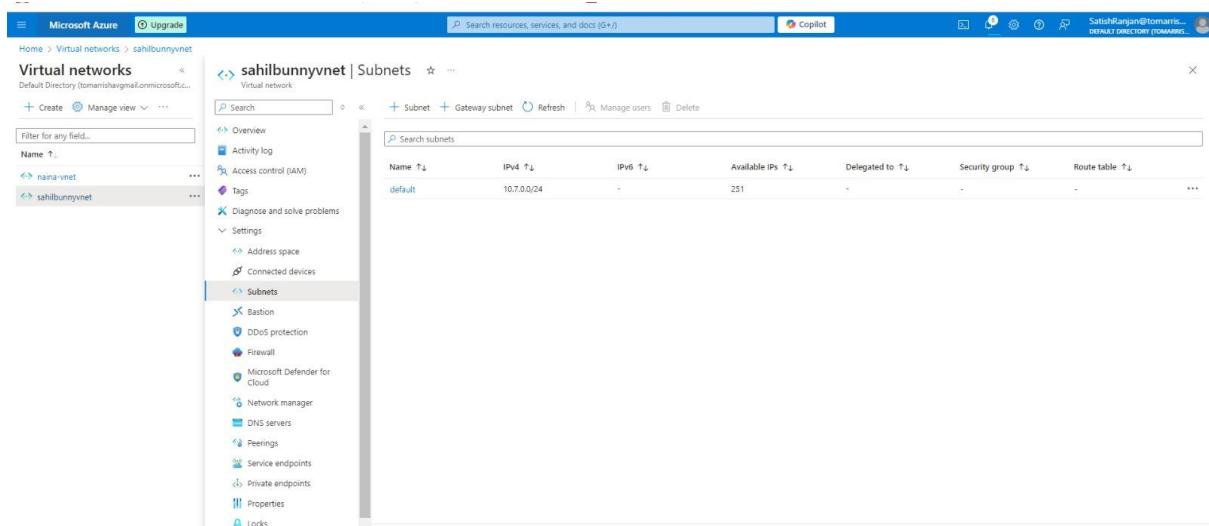 Microsoft Azure
Upgrade
Search resources, services, and docs (G+/)
Copilot
SatishRanjan@tomarris...
DEFAULT DIRECTORY (TOMARRIS...
Home > Virtual networks > sahilbunnyvnet
Virtual networks
Default Directory (tomarrishavgmail.onmicrosoft.c...
+ Create Manage view ...
Filter for any field...
Name ↑↓
naina-vnet ...
sahilbunnyvnet ...
sahilbunnyvnet | Subnets ☆ ...
Virtual network
Search
Overview
Activity log
Access control (IAM)
Tags
Diagnose and solve problems
Settings
Address space
Connected devices
Subnets
Bastion
DDoS protection
Firewall
Microsoft Defender for
Cloud
Network manager
DNS servers
Peerings
Service endpoints
Private endpoints
Properties
Locks
+ Subnet + Gateway subnet Refresh Manage users Delete
Search subnets
Name ↑↓ IPv4 ↑↓ IPv6 ↑↓ Available IPs ↑↓ Delegated to ↑↓ Security group ↑↓ Route table ↑↓
default 10.7.0.0/24 - 251 - - - ...